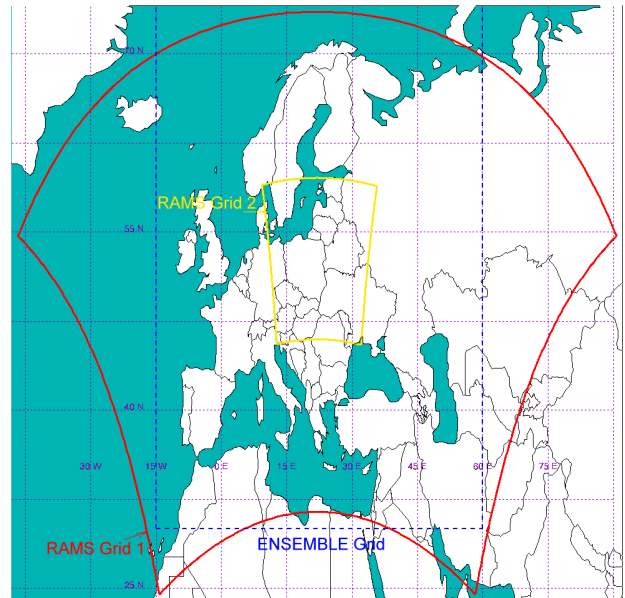 70 N
RAMS Grid 2
55 N
40 N
30 W
15 W
0 E
15 E
30 E
45 E
60 E
75 E
RAMS Grid 1
ENSEMBLE Grid
25 N